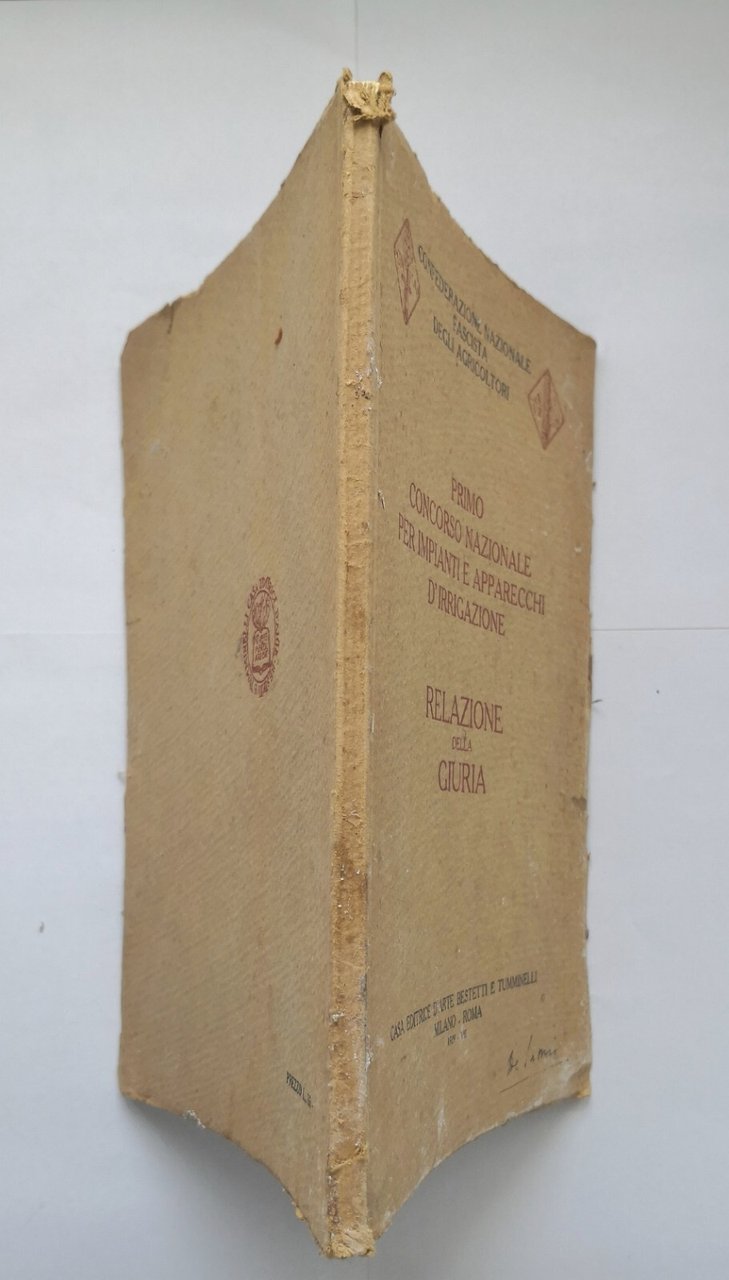 CONFEDERAZIONE NAZIONALE
FASCISTA
DEGLI AGRICOLTORI
PRIMO
CONCORSO NAZIONALE
PER IMPIANTI E APPARECCHI
D'IRRIGAZIONE
RELAZIONE
DELLA
GIURIA
CASA EDITRICE D'ARTE BESTETTI E TUMMINELLI
MILANO - ROMA
PREZZO L.